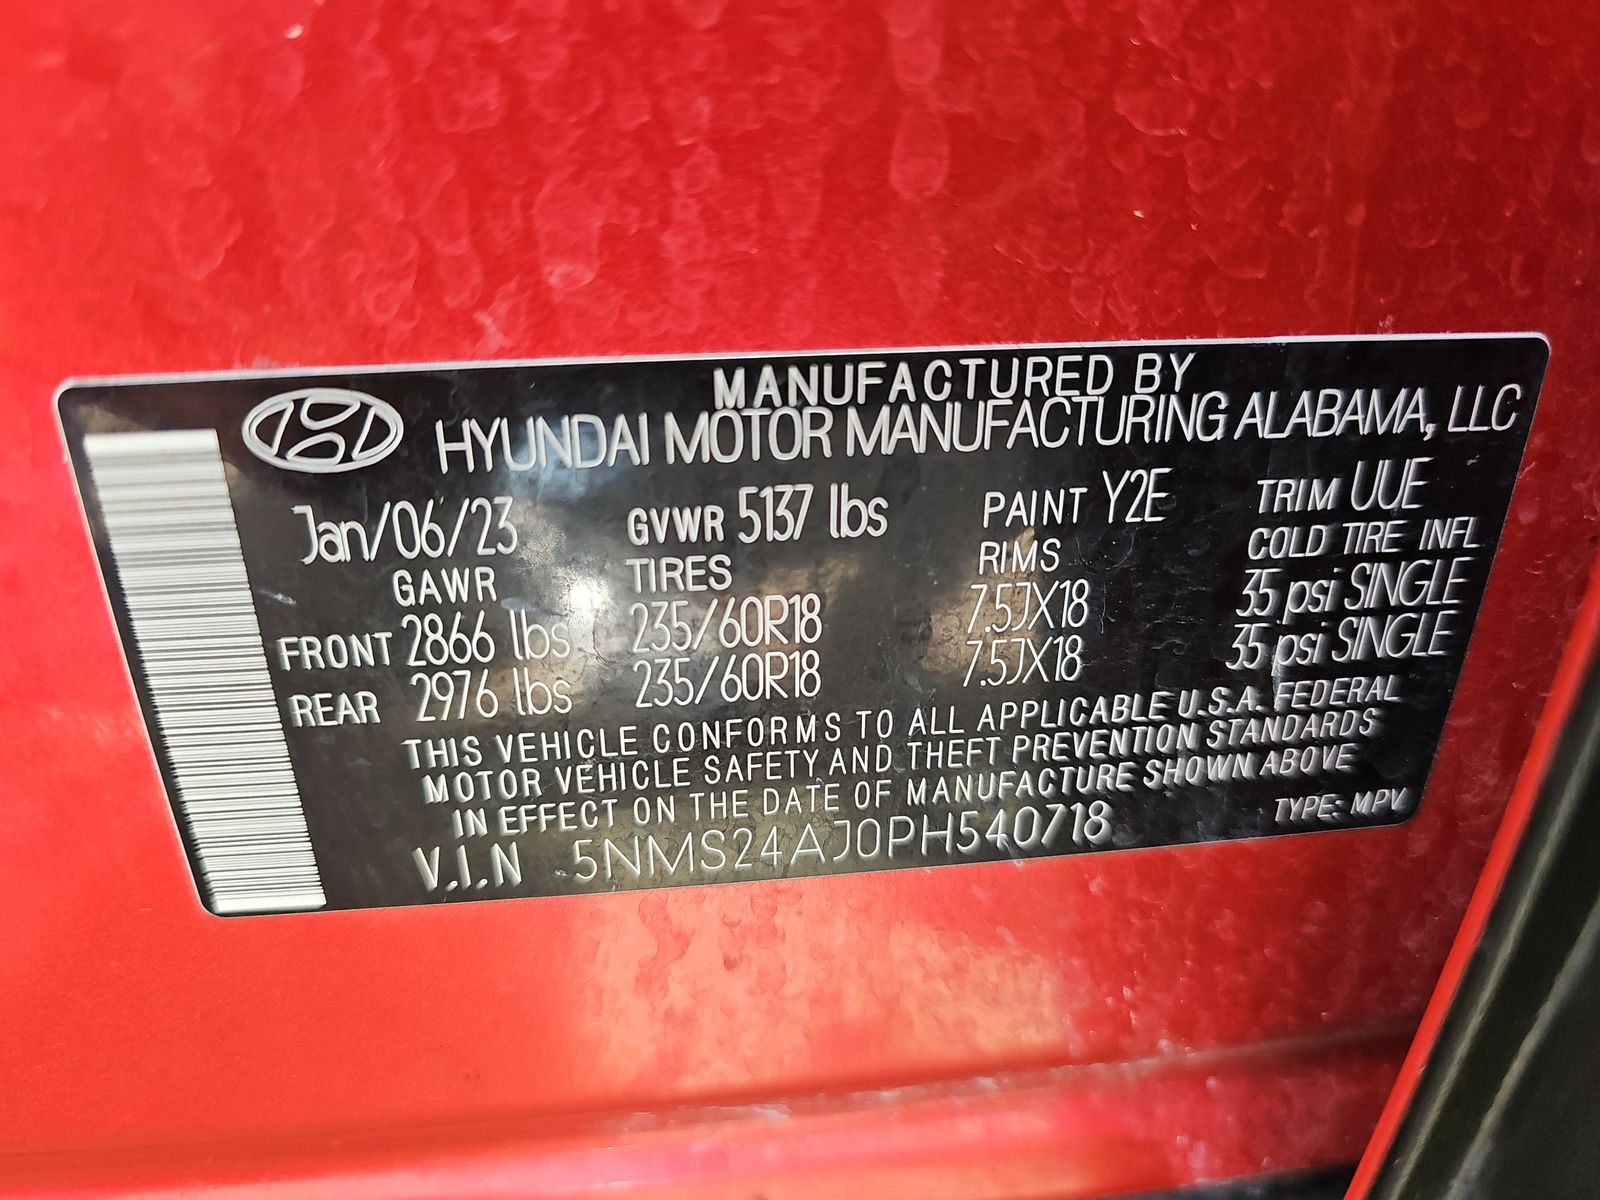 MANUFACTURED BY
HYUNDAI MOTOR MANUFACTURING ALABAMA, LLC
Jan/06/23 GVWR 5137 lbs PAINT Y2E TRIM UUE
GAWR TIRES RIMS COLD TIRE INFL
FRONT 2866 lbs 235/60R18 7.5JX18 35 psi SINGLE
REAR 2976 lbs 235/60R18 7.5JX18 35 psi SINGLE
THIS VEHICLE CONFORMS TO ALL APPLICABLE U.S.A. FEDERAL
MOTOR VEHICLE SAFETY AND THEFT PREVENTION STANDARDS
IN EFFECT ON THE DATE OF MANUFACTURE SHOWN ABOVE
V.I.N 5NMS24AJ0PH540718 TYPE: MPV